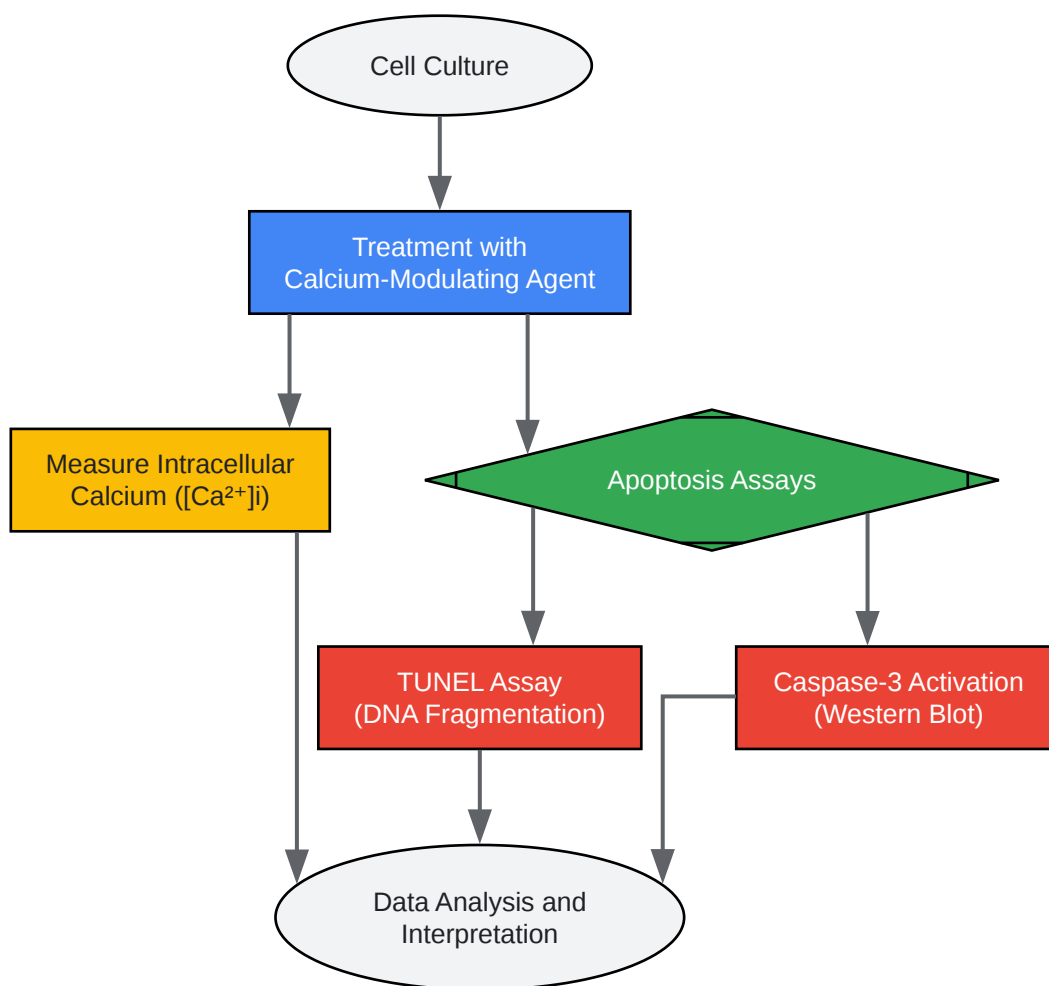 Cell Culture
Treatment with
Calcium-Modulating Agent
Measure Intracellular
Calcium ([Ca²⁺]i)
Apoptosis Assays
TUNEL Assay
(DNA Fragmentation)
Caspase-3 Activation
(Western Blot)
Data Analysis and
Interpretation